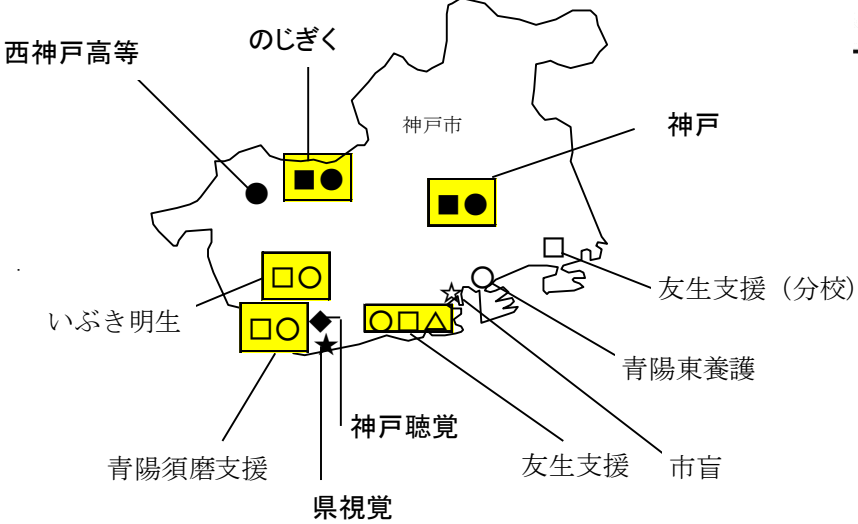 西神戸高等
のじぎく
神戸市
神戸
友生支援（分校）
いぶき明生
青陽東養護
神戸聴覚
青陽須磨支援
友生支援
市盲
県視覚